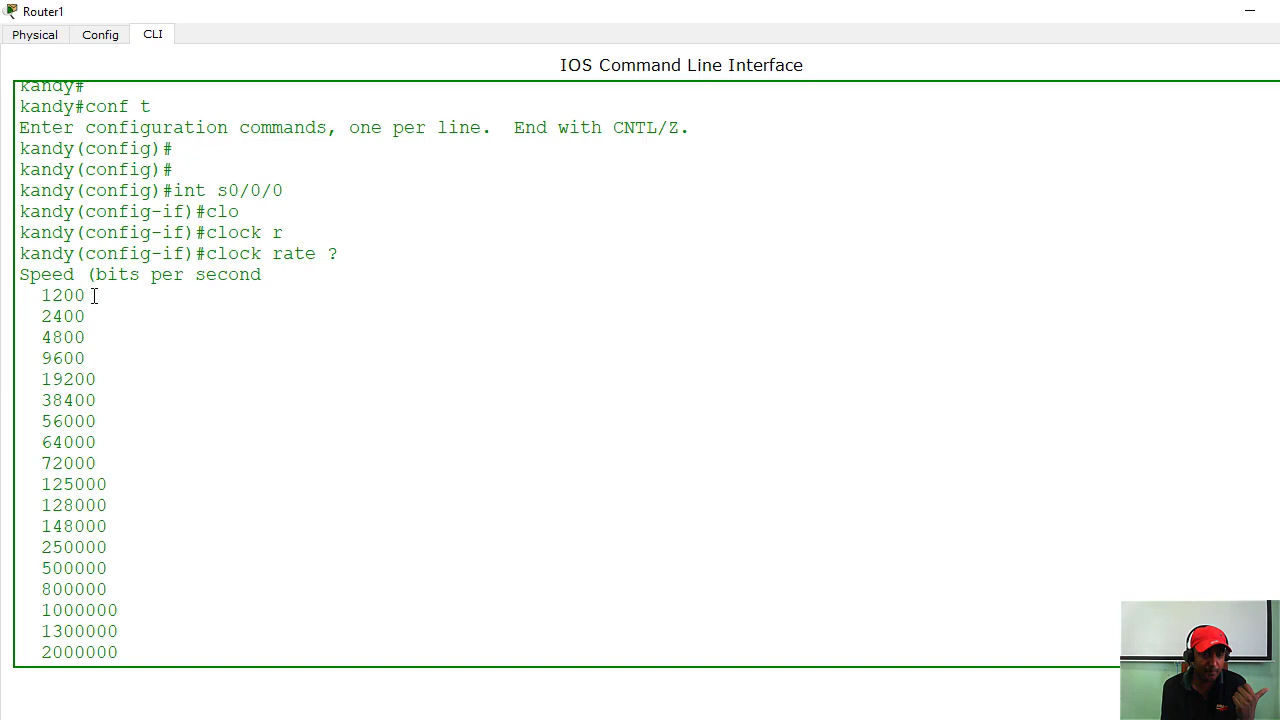 Router1
Physical Config CLI
IOS Command Line Interface
kandy#
kandy#conf t
Enter configuration commands, one per line.  End with CNTL/Z.
kandy(config)#
kandy(config)#
kandy(config)#int s0/0/0
kandy(config-if)#clo
kandy(config-if)#clock r
kandy(config-if)#clock rate ?
Speed (bits per second
1200
2400
4800
9600
19200
38400
56000
64000
72000
125000
128000
148000
250000
500000
800000
1000000
1300000
2000000